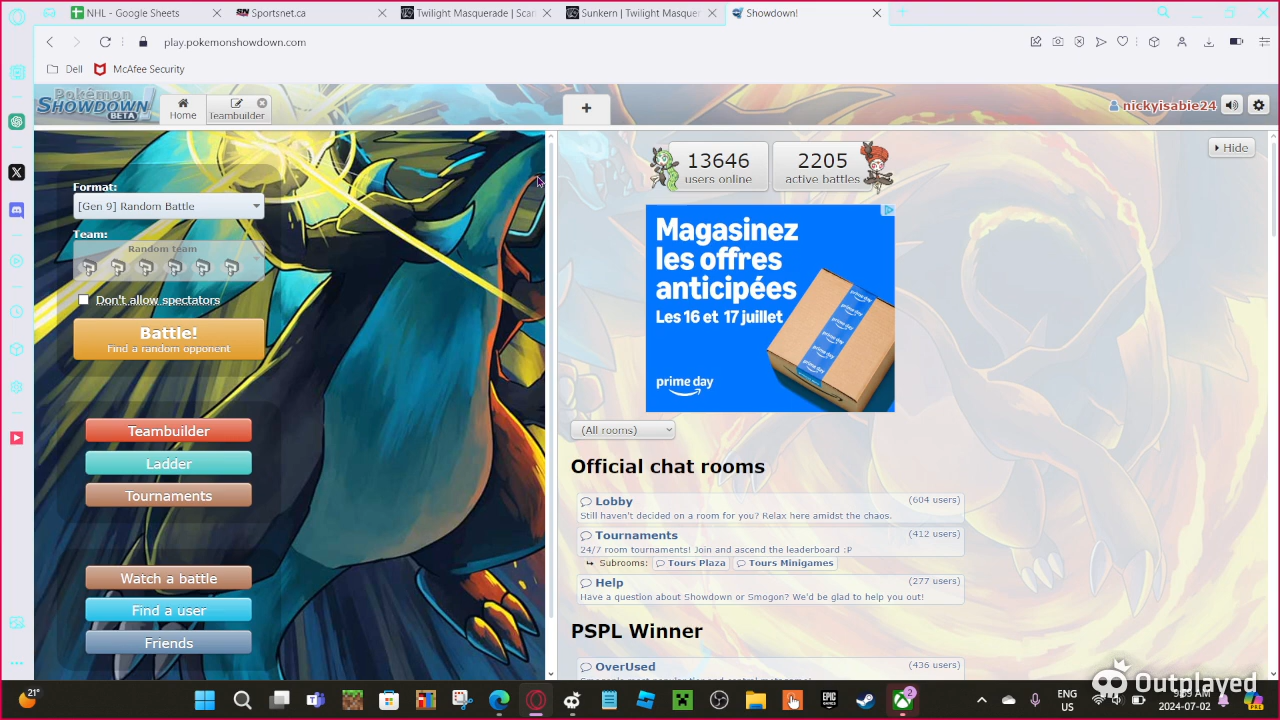 NHL - Google Sheets
Sportsnet.ca
Twilight Masquerade | Scar
Sunkern | Twilight Masquer
Showdown!
play.pokemonshowdown.com
Dell
McAfee Security
Pokémon
SHOWDOWN!
BETA
Home
Teambuilder
+
nickyisabie24
Format:
[Gen 9] Random Battle
Team:
Random team
Don't allow spectators
Battle!
Find a random opponent
Teambuilder
Ladder
Tournaments
Watch a battle
Find a user
Friends
13646
users online
2205
active battles
Hide
Magasinez
les offres
anticipées
Les 16 et 17 juillet
prime day
prime day
(All rooms)
Official chat rooms
Lobby (604 users)
Still haven't decided on a room for you? Relax here amidst the chaos.
Tournaments (412 users)
24/7 room tournaments! Join and ascend the leaderboard :P
Subrooms: Tours Plaza Tours Minigames
Help (277 users)
Have a question about Showdown or Smogon? We'd be glad to help you out!
PSPL Winner
OverUsed (436 users)
21°
EPIC
GAMES
2
ENG
US
2024-07-02
Outplayed